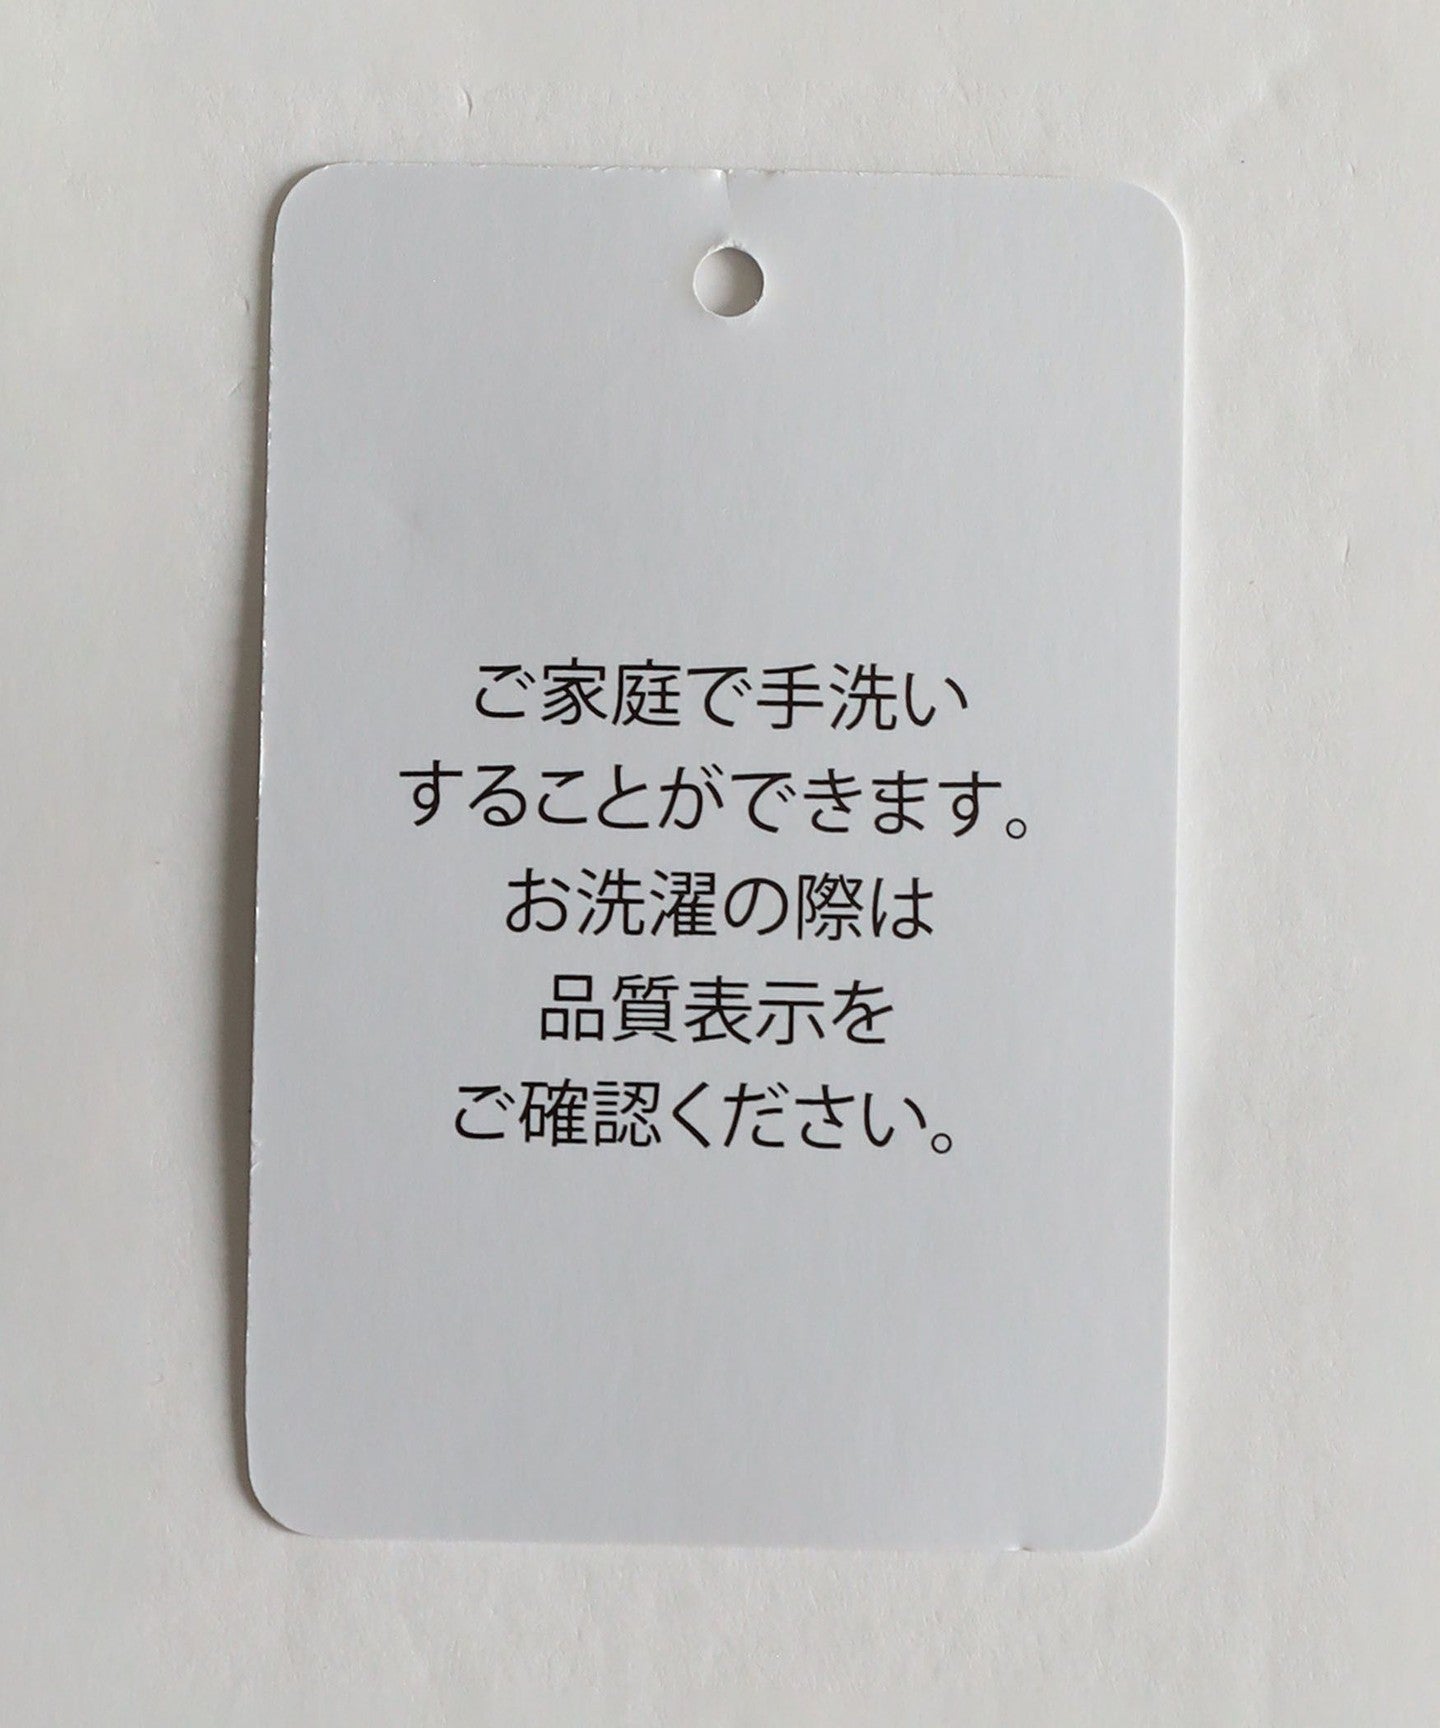 ご家庭で手洗い
することができます。
お洗濯の際は
品質表示を
ご確認ください。